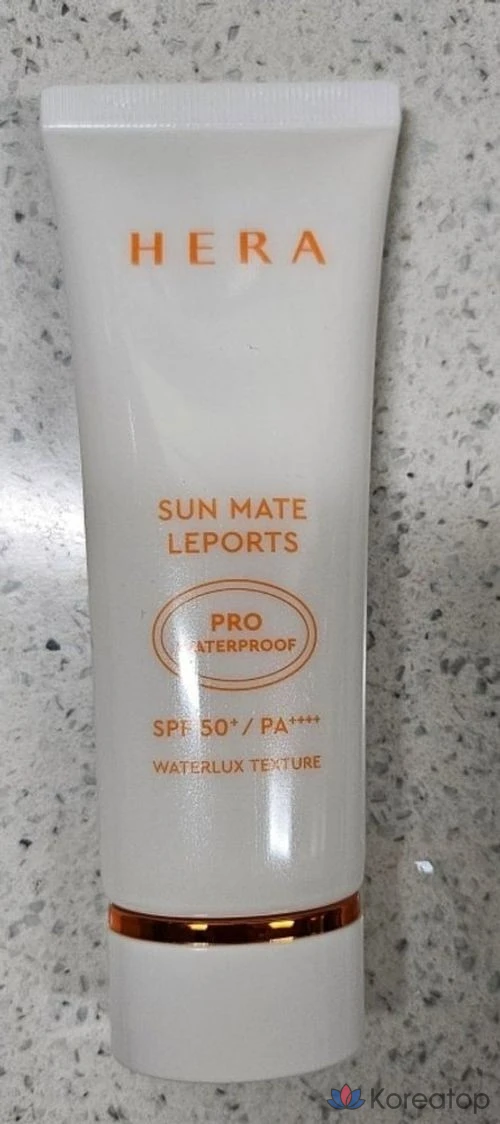 HERA
SUN MATE
LEPORTS
PRO
WATERPROOF
SPF 50+ / PA++++
WATERLUX TEXTURE
Koreatop